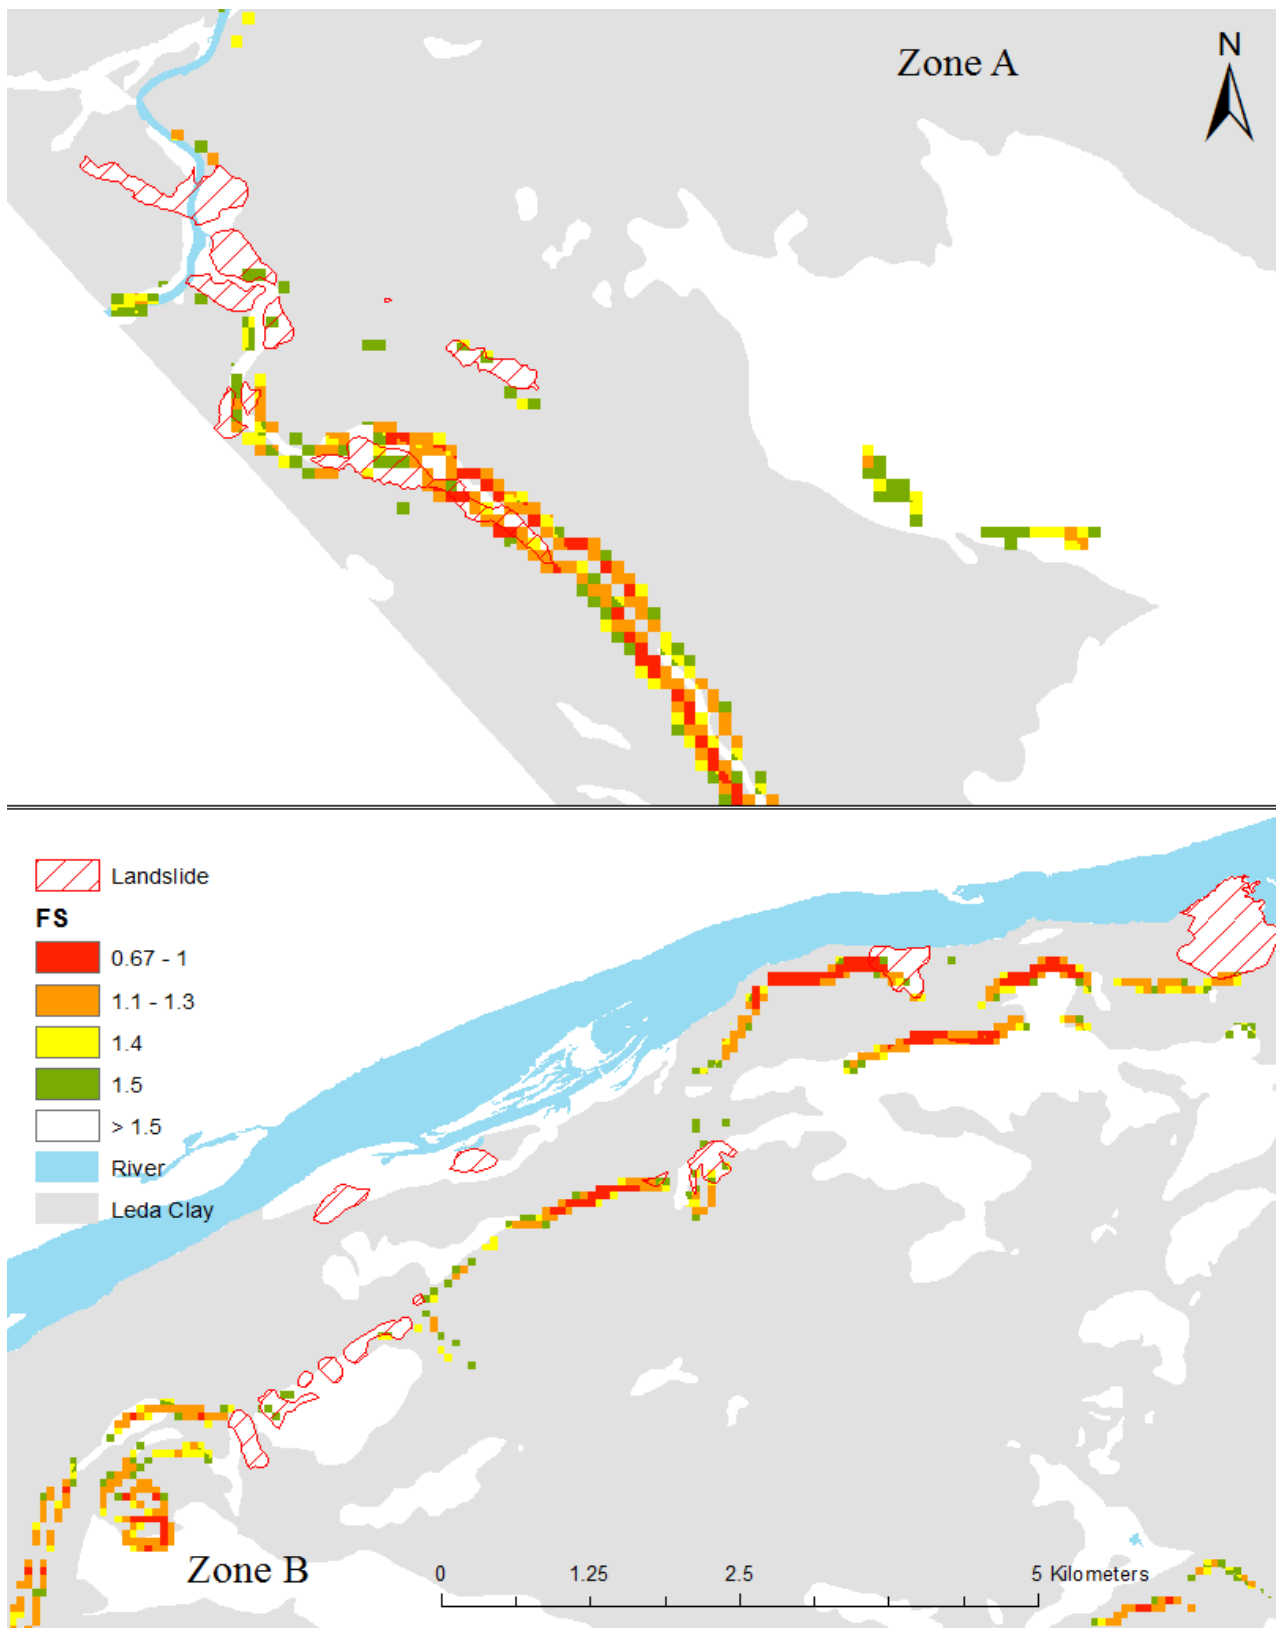 Zone A
N
Landslide
FS
0.67 - 1
1.1 - 1.3
1.4
1.5
> 1.5
River
Leda Clay
Zone B
0 1.25 2.5 5 Kilometers